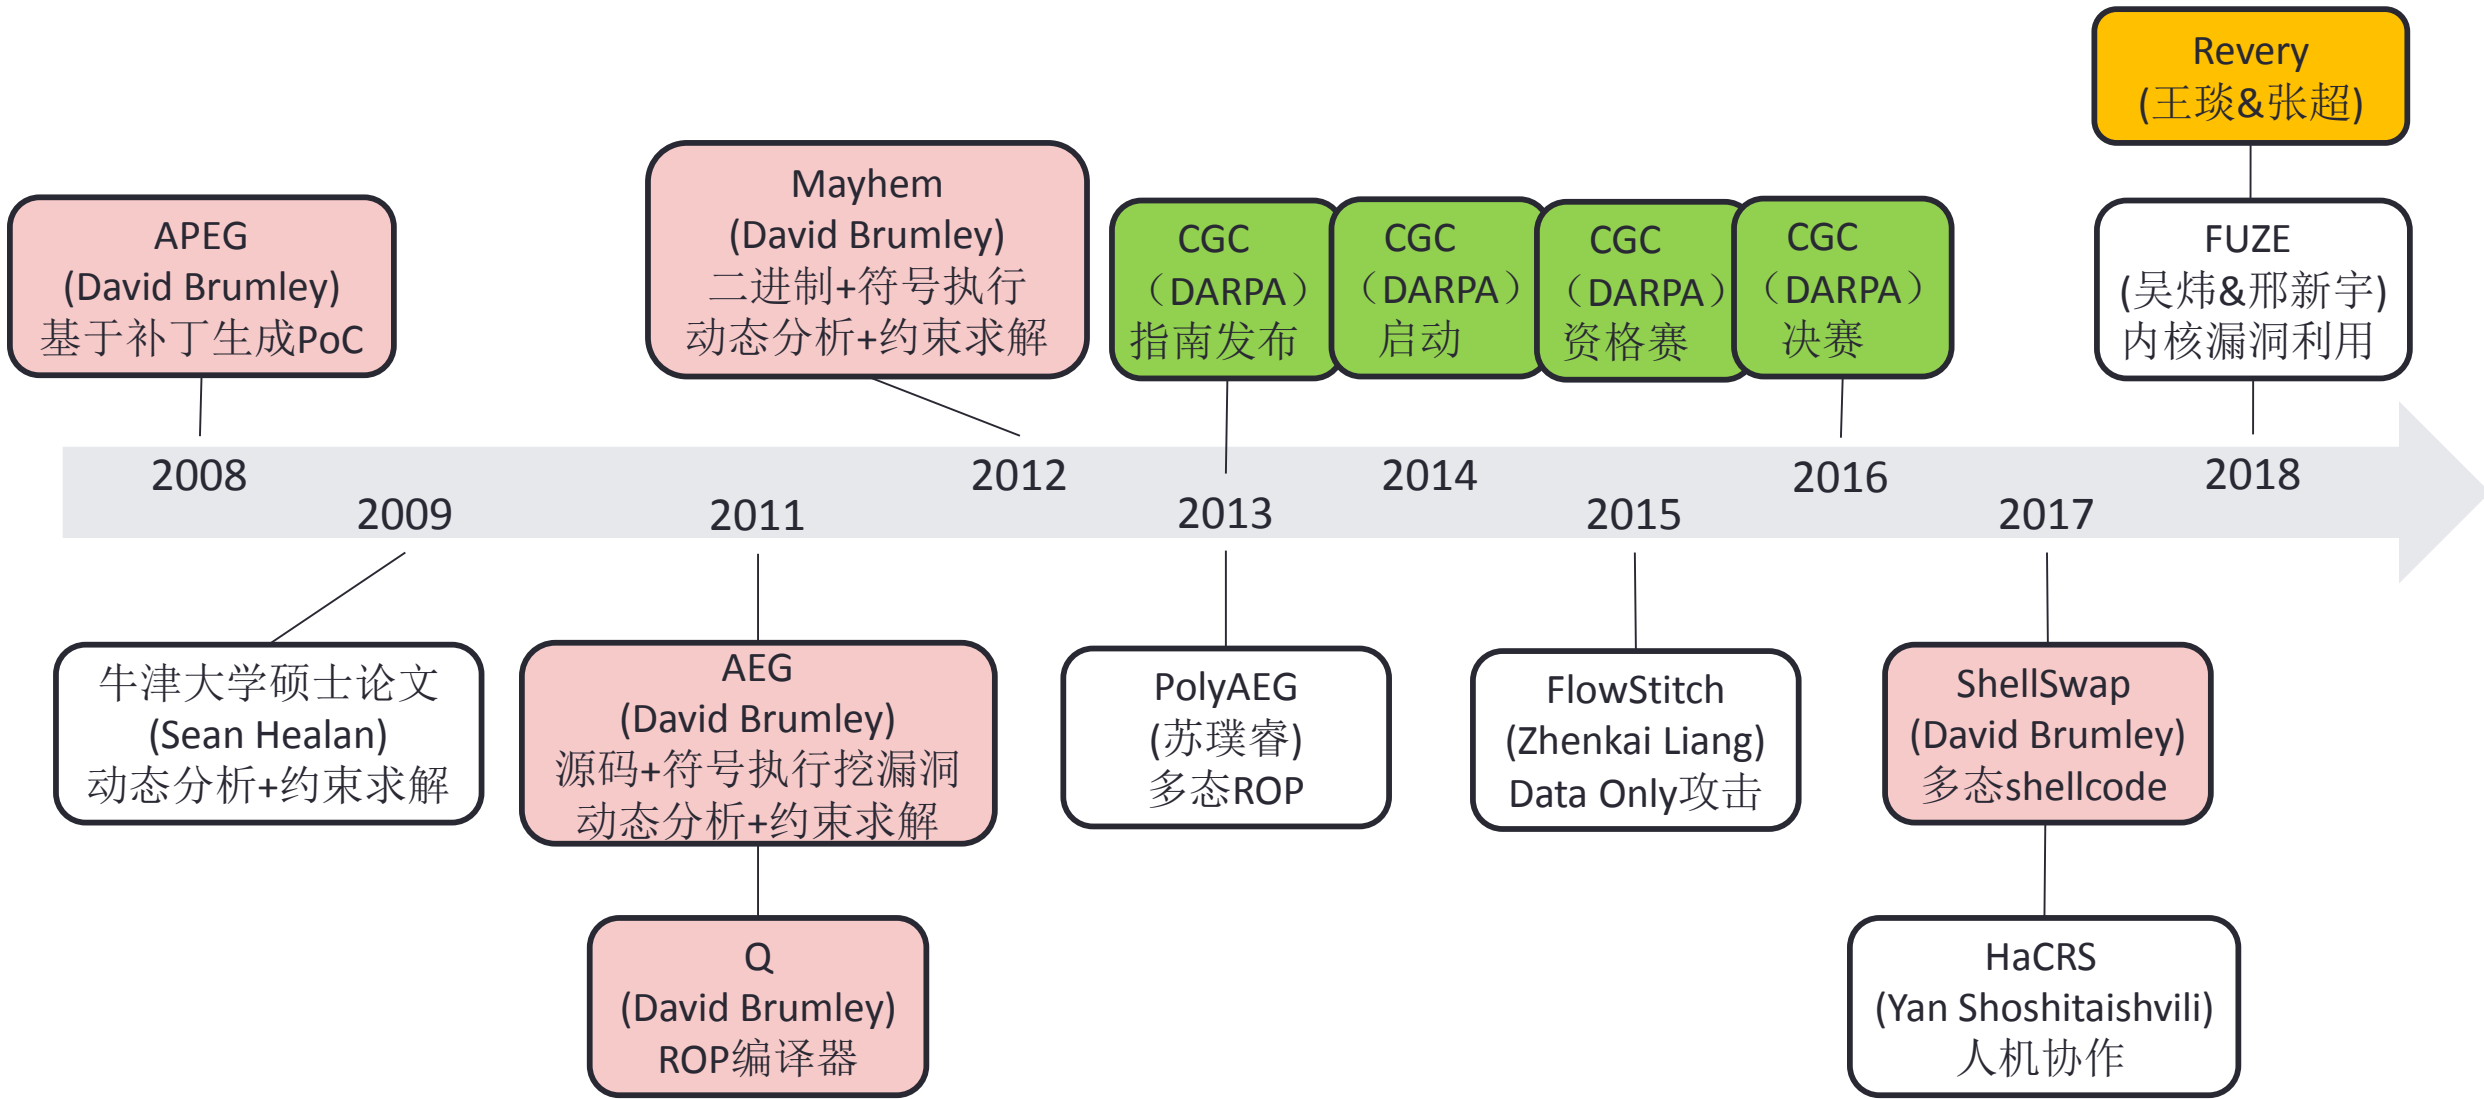 Revery
(王琰&张超)
APEG
(David Brumley)
基于补丁生成PoC
Mayhem
(David Brumley)
二进制+符号执行
动态分析+约束求解
CGC
（DARPA）
指南发布
CGC
（DARPA）
启动
CGC
（DARPA）
资格赛
CGC
（DARPA）
决赛
FUZE
(吴炜&邢新宇)
内核漏洞利用
2008
2009
2011
2012
2013
2014
2015
2016
2017
2018
牛津大学硕士论文
(Sean Healan)
动态分析+约束求解
AEG
(David Brumley)
源码+符号执行挖漏洞
动态分析+约束求解
PolyAEG
(苏璞睿)
多态ROP
FlowStitch
(Zhenkai Liang)
Data Only攻击
ShellSwap
(David Brumley)
多态shellcode
Q
(David Brumley)
ROP编译器
HaCRS
(Yan Shoshitaishvili)
人机协作